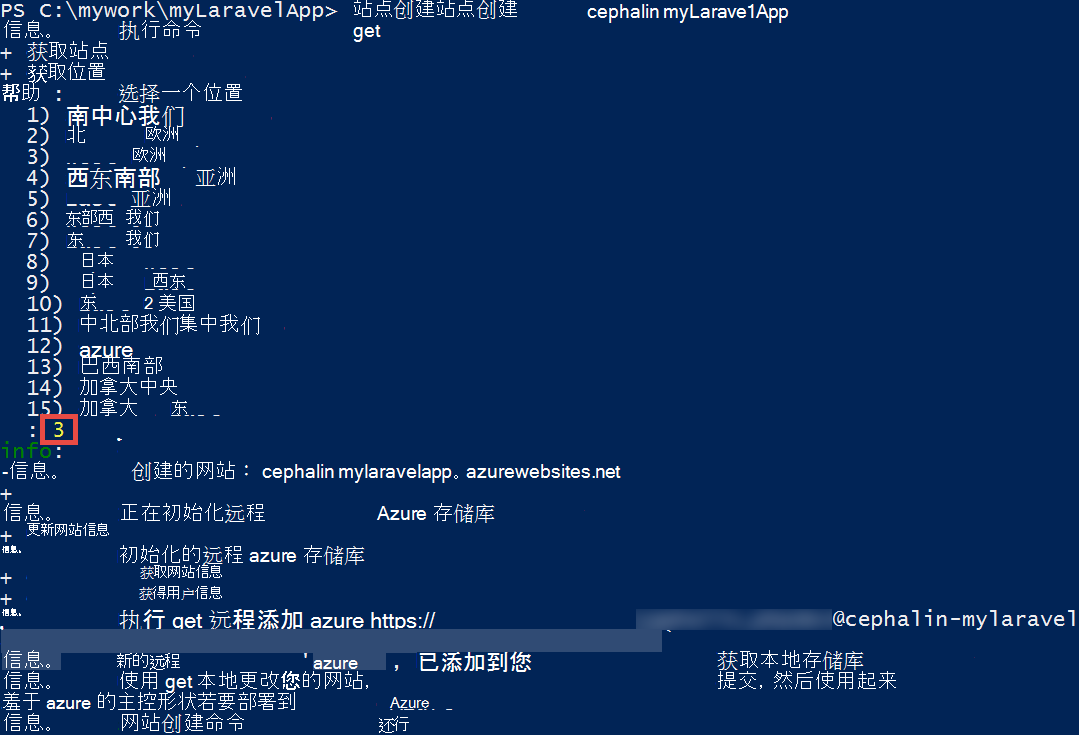 PS C:\mywork\myLaravelApp> 站点创建站点创建 cephalin myLarave1App
信息。 执行命令 get
+ 获取站点
+ 获取位置
帮助 : 选择一个位置
1) 南中心我们
2) 北 欧洲
3) 欧洲
4) 西东南部 亚洲
5) 亚洲
6) 东部西 我们
7) 东 我们
8) 日本
9) 日本 西东
10) 东 2 美国
11) 中北部我们集中我们
12) azure
13) 巴西南部
14) 加拿大中央
15) 加拿大 东
: 3
info:
-信息。 创建的网站： cephalin mylaravelapp。azurewebsites.net
+
信息。 正在初始化远程 Azure 存储库
+ 更新网站信息
信息。 初始化的远程 azure 存储库
+ 获取网站信息
+ 获得用户信息
信息。 执行 get 远程添加 azure https:// @cephalin-mylaravel
信息。 新的远程 ' azure ，已添加到您 获取本地存储库
信息。 使用 get 本地更改您的网站, 提交, 然后使用起来
羞于 azure 的主控形状若要部署到 Azure
信息。 网站创建命令 还行